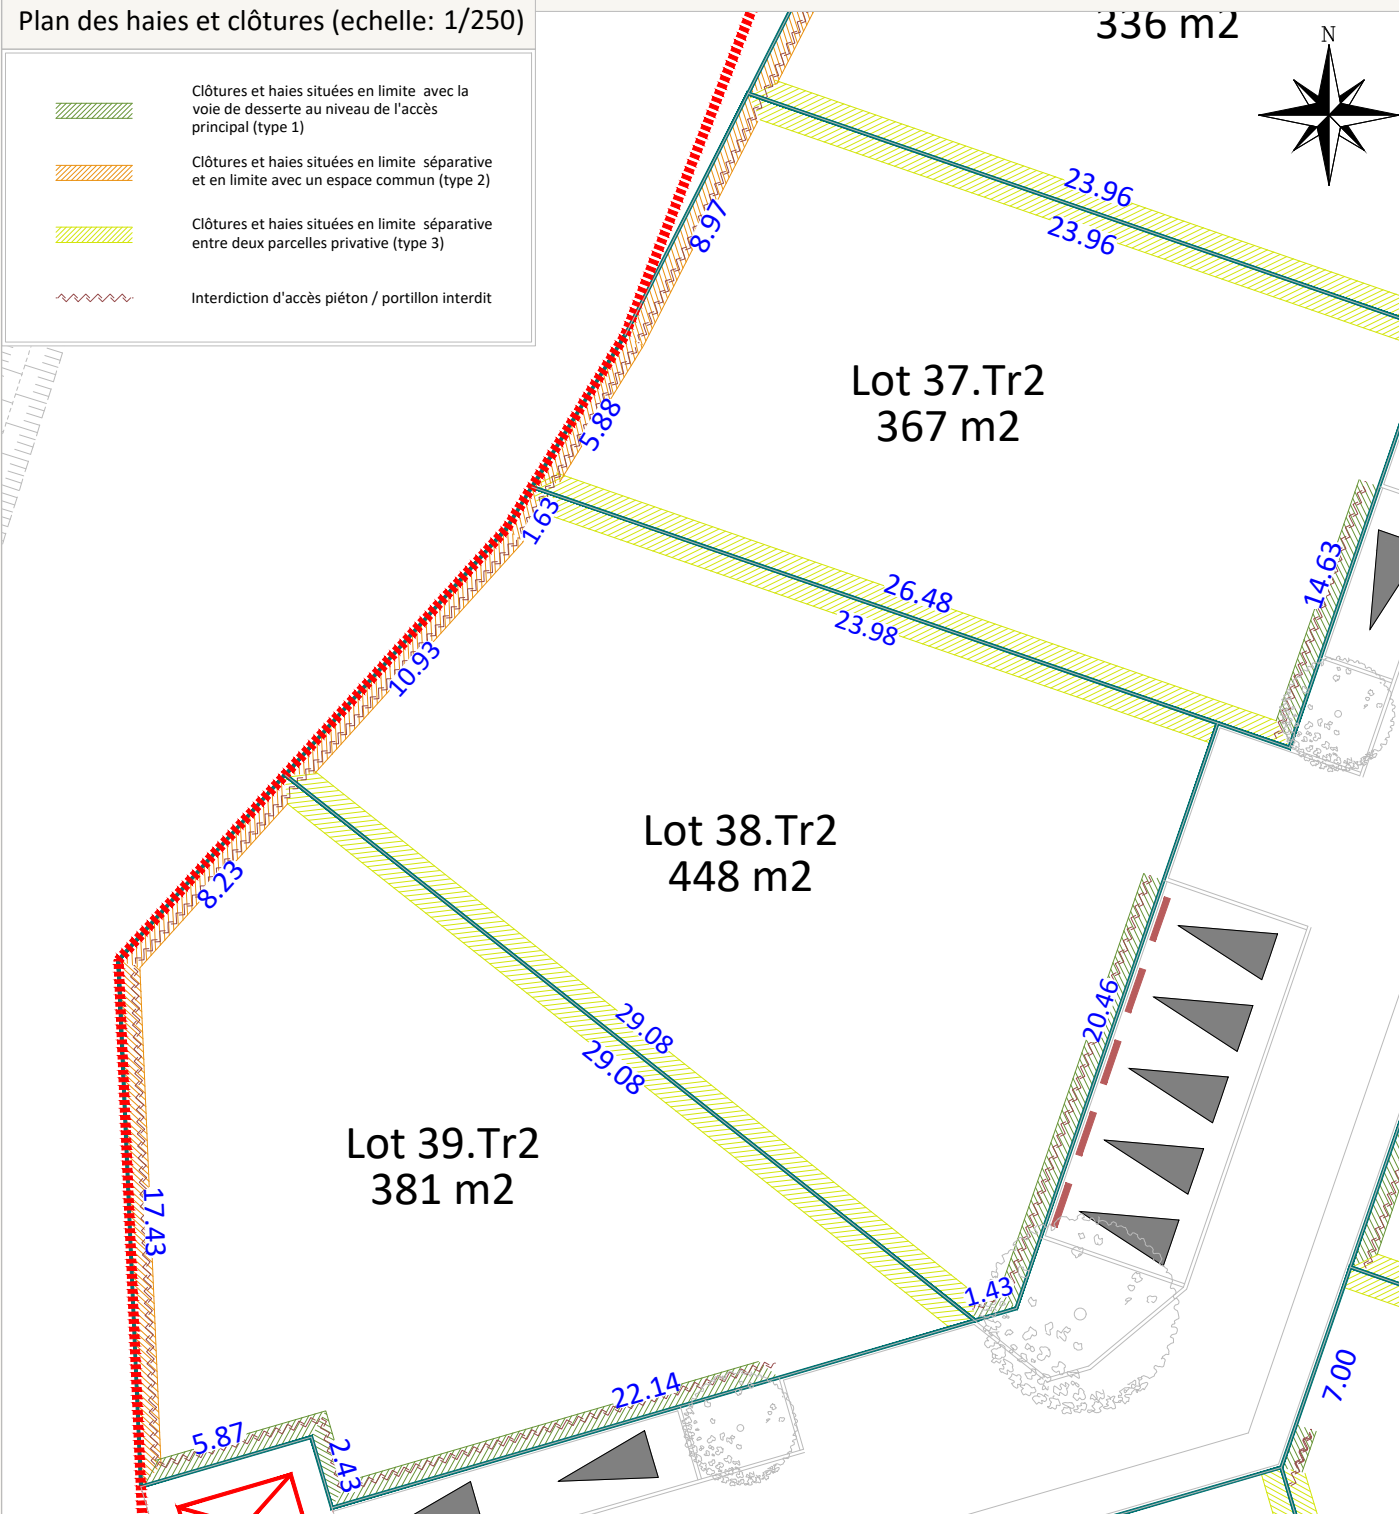 Plan des haies et clôtures (echelle: 1/250)
Clôtures et haies situées en limite avec la
voie de desserte au niveau de l'accès
principal (type 1)
Clôtures et haies situées en limite séparative
et en limite avec un espace commun (type 2)
Clôtures et haies situées en limite séparative
entre deux parcelles privative (type 3)
Interdiction d'accès piéton / portillon interdit
336 m2
N
23.96
23.96
8.97
Lot 37.Tr2
367 m2
5.88
1.63
14.63
26.48
23.98
10.93
Lot 38.Tr2
448 m2
8.23
20.46
29.08
29.08
Lot 39.Tr2
381 m2
17.43
1.43
7.00
22.14
5.87
2.43